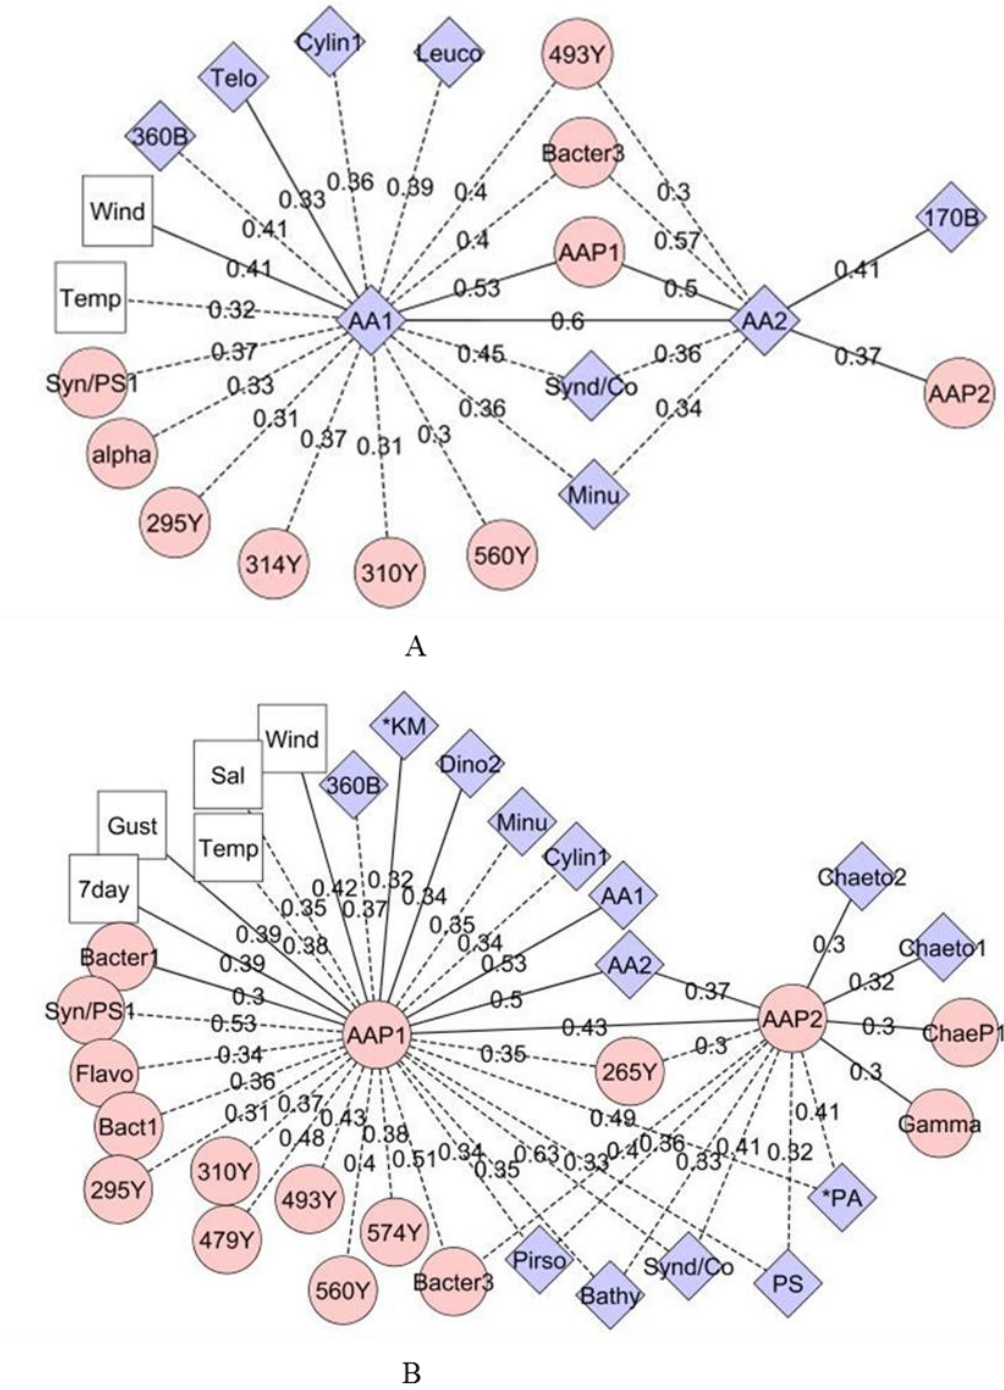 Cylin1
Leuco
493Y
Telo
360B
Bacter3
0.36
0.39
0.4
0.3
0.33
Wind
170B
0.41
0.4
0.57
AAP1
0.41
0.41
0.53
0.5
Temp
0.32
AA1
0.6
AA2
0.37
0.45
0.36
0.37
Syn/PS1
0.33
Synd/Co
AAP2
0.36
0.34
0.31
0.37
0.31
0.3
alpha
Minu
295Y
314Y
310Y
560Y
A
Wind
*KM
Sal
360B
Dino2
Gust
Temp
Minu
Cylin1
7day
AA1
Chaeto2
0.42
0.32
0.34
0.35
0.37
0.35
0.39
0.38
0.34
0.3
Bacter1
0.39
0.53
AA2
Chaeto1
0.3
0.5
0.37
0.32
Syn/PS1
0.53
AAP1
0.43
AAP2
0.3
ChaeP1
0.34
0.35
0.3
Flavo
0.36
265Y
0.3
Bact1
0.31
0.37
0.43
0.49
0.41
Gamma
0.48
0.38
0.4
0.51
0.34
0.35
0.63
0.33
0.4
0.36
0.33
0.41
0.32
295Y
310Y
493Y
*PA
479Y
574Y
560Y
Bacter3
Pirso
Bathy
Synd/Co
PS
B